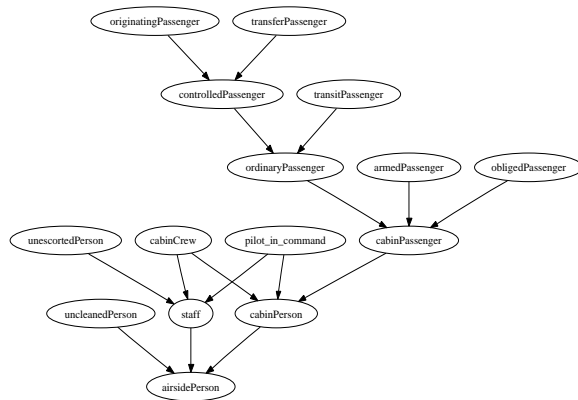 originatingPassenger
transferPassenger
controlledPassenger
transitPassenger
ordinaryPassenger
armedPassenger
obligedPassenger
unescortedPerson
cabinCrew
pilot_in_command
cabinPassenger
uncleanedPerson
staff
cabinPerson
airsidePerson